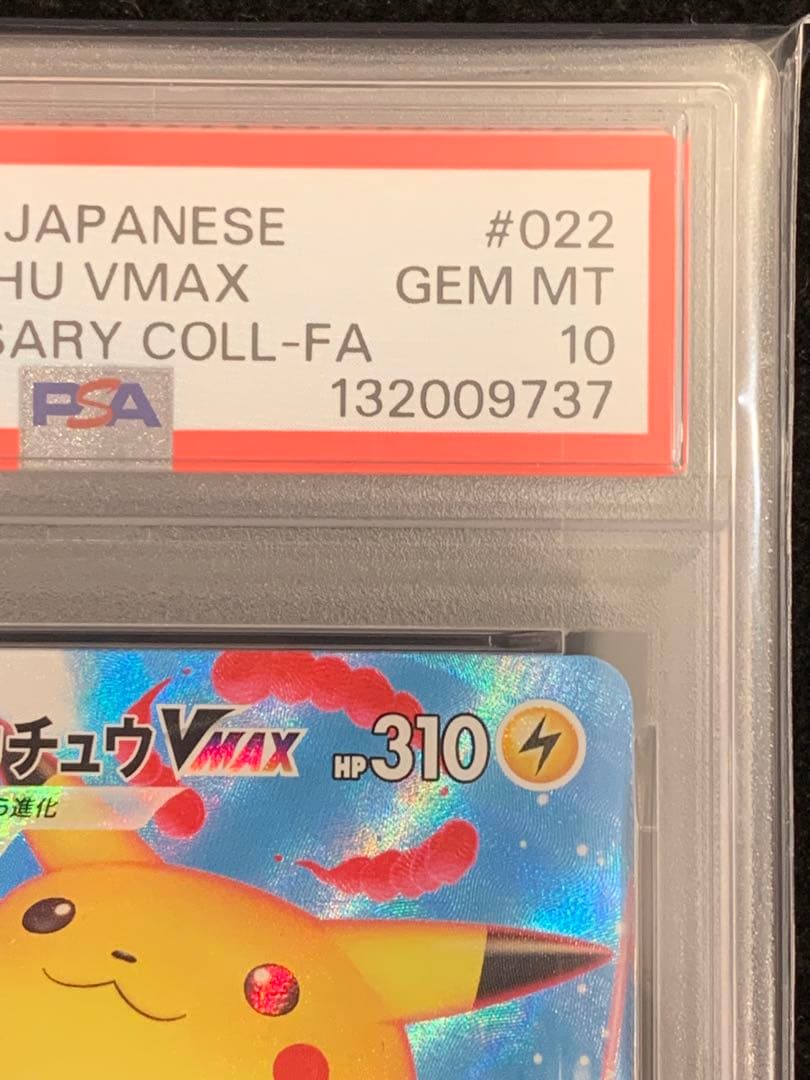 JAPANESE #022
HU VMAX GEM MT
SARY COLL-FA 10
PSA 132009737
チュウVMAX HP310
進化